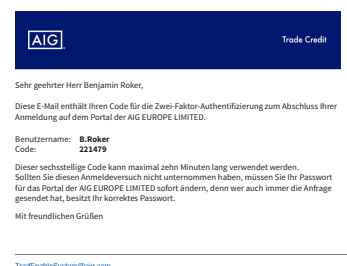 AIG
Trade Credit
Sehr geehrter Herr Benjamin Roker,
Diese E-Mail enthält Ihren Code für die Zwei-Faktor-Authentifizierung zum Abschluss Ihrer
Anmeldung auf dem Portal der AIG EUROPE LIMITED.
Benutzername: B.Roker
Code: 221479
Dieser sechsstellige Code kann maximal zehn Minuten lang verwendet werden.
Sollten Sie diesen Anmeldeversuch nicht unternommen haben, müssen Sie Ihr Passwort
für das Portal der AIG EUROPE LIMITED sofort ändern, denn wer auch immer die Anfrage
gesendet hat, besitzt Ihr korrektes Passwort.
Mit freundlichen Grüßen
TradEnableSystem@aig.com